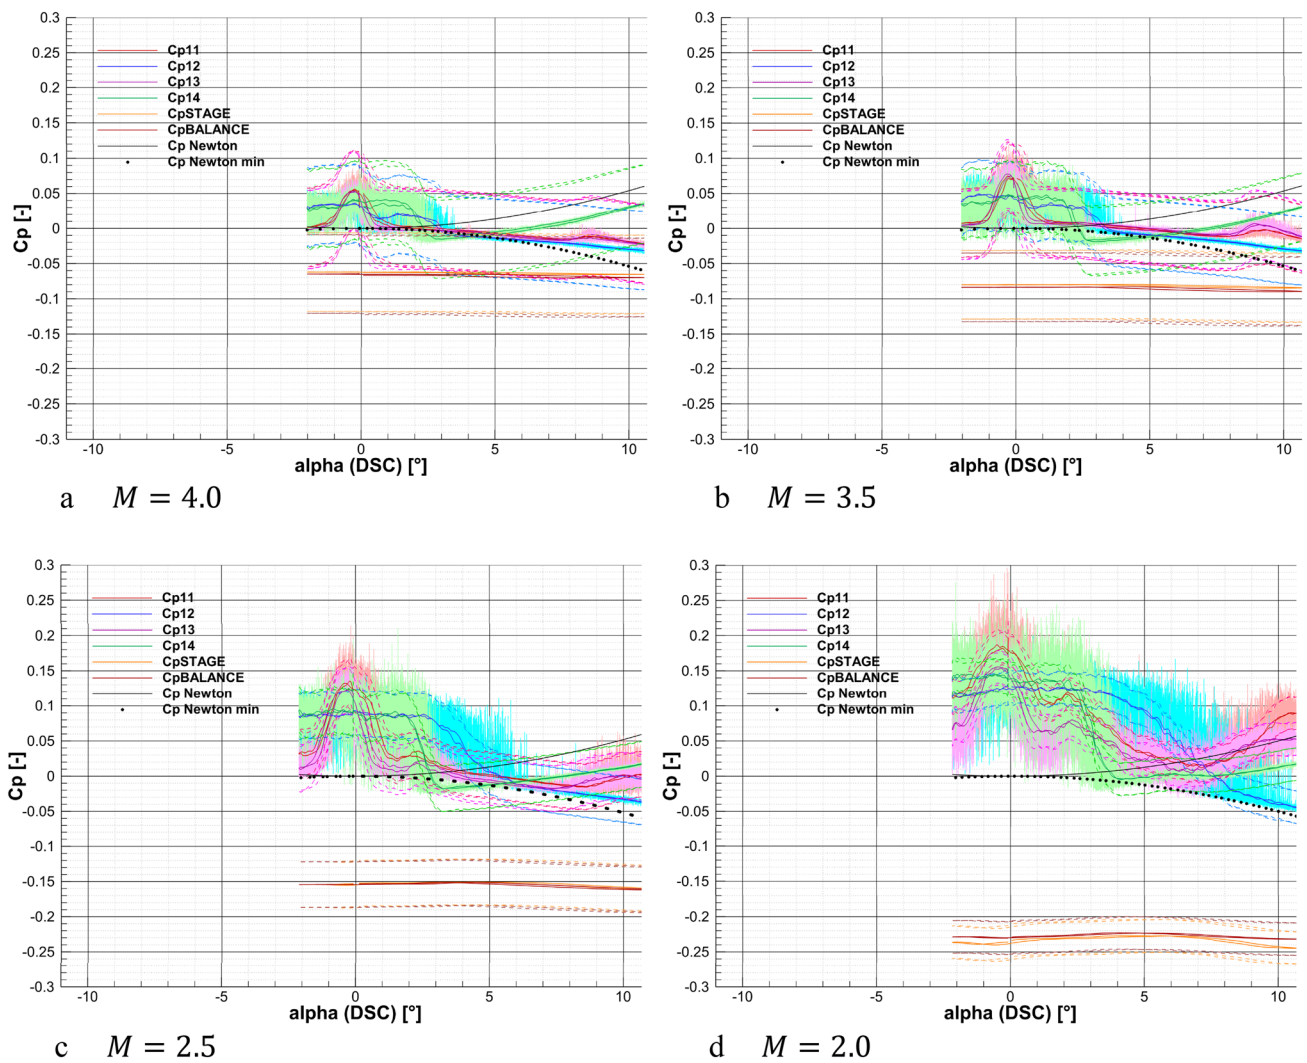 0.3
0.25
0.2
0.15
0.1
0.05
0
-0.05
-0.1
-0.15
-0.2
-0.25
-0.3
Cp [-]
Cp11
Cp12
Cp13
Cp14
CpSTAGE
CpBALANCE
Cp Newton
Cp Newton min
-10
-5
0
5
10
alpha (DSC) [°]
a M = 4.0
0.3
0.25
0.2
0.15
0.1
0.05
0
-0.05
-0.1
-0.15
-0.2
-0.25
-0.3
Cp [-]
Cp11
Cp12
Cp13
Cp14
CpSTAGE
CpBALANCE
Cp Newton
Cp Newton min
-10
-5
0
5
10
alpha (DSC) [°]
b M = 3.5
0.3
0.25
0.2
0.15
0.1
0.05
0
-0.05
-0.1
-0.15
-0.2
-0.25
-0.3
Cp [-]
Cp11
Cp12
Cp13
Cp14
CpSTAGE
CpBALANCE
Cp Newton
Cp Newton min
-10
-5
0
5
10
alpha (DSC) [°]
c M = 2.5
0.3
0.25
0.2
0.15
0.1
0.05
0
-0.05
-0.1
-0.15
-0.2
-0.25
-0.3
Cp [-]
Cp11
Cp12
Cp13
Cp14
CpSTAGE
CpBALANCE
Cp Newton
Cp Newton min
-10
-5
0
5
10
alpha (DSC) [°]
d M = 2.0